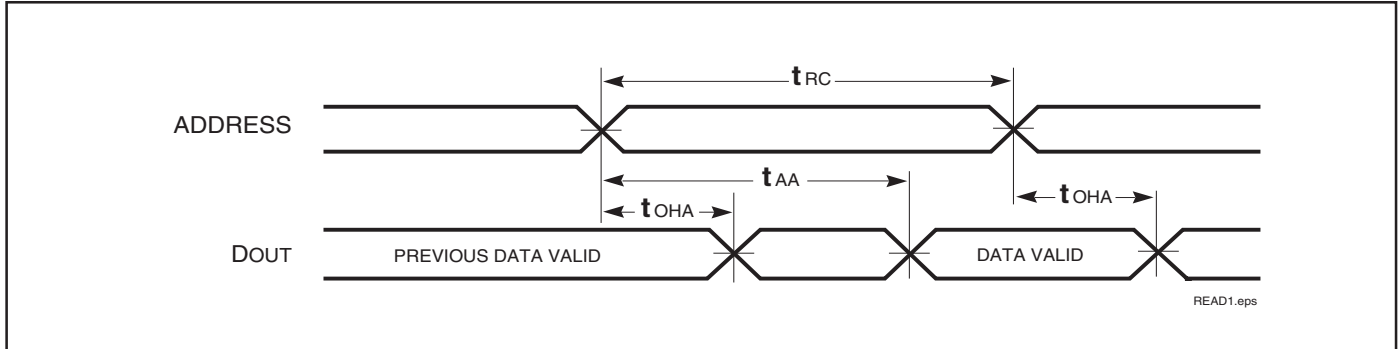 tRC
ADDRESS
tAA
tOHA
tOHA
DOUT
PREVIOUS DATA VALID
DATA VALID
READ1.eps